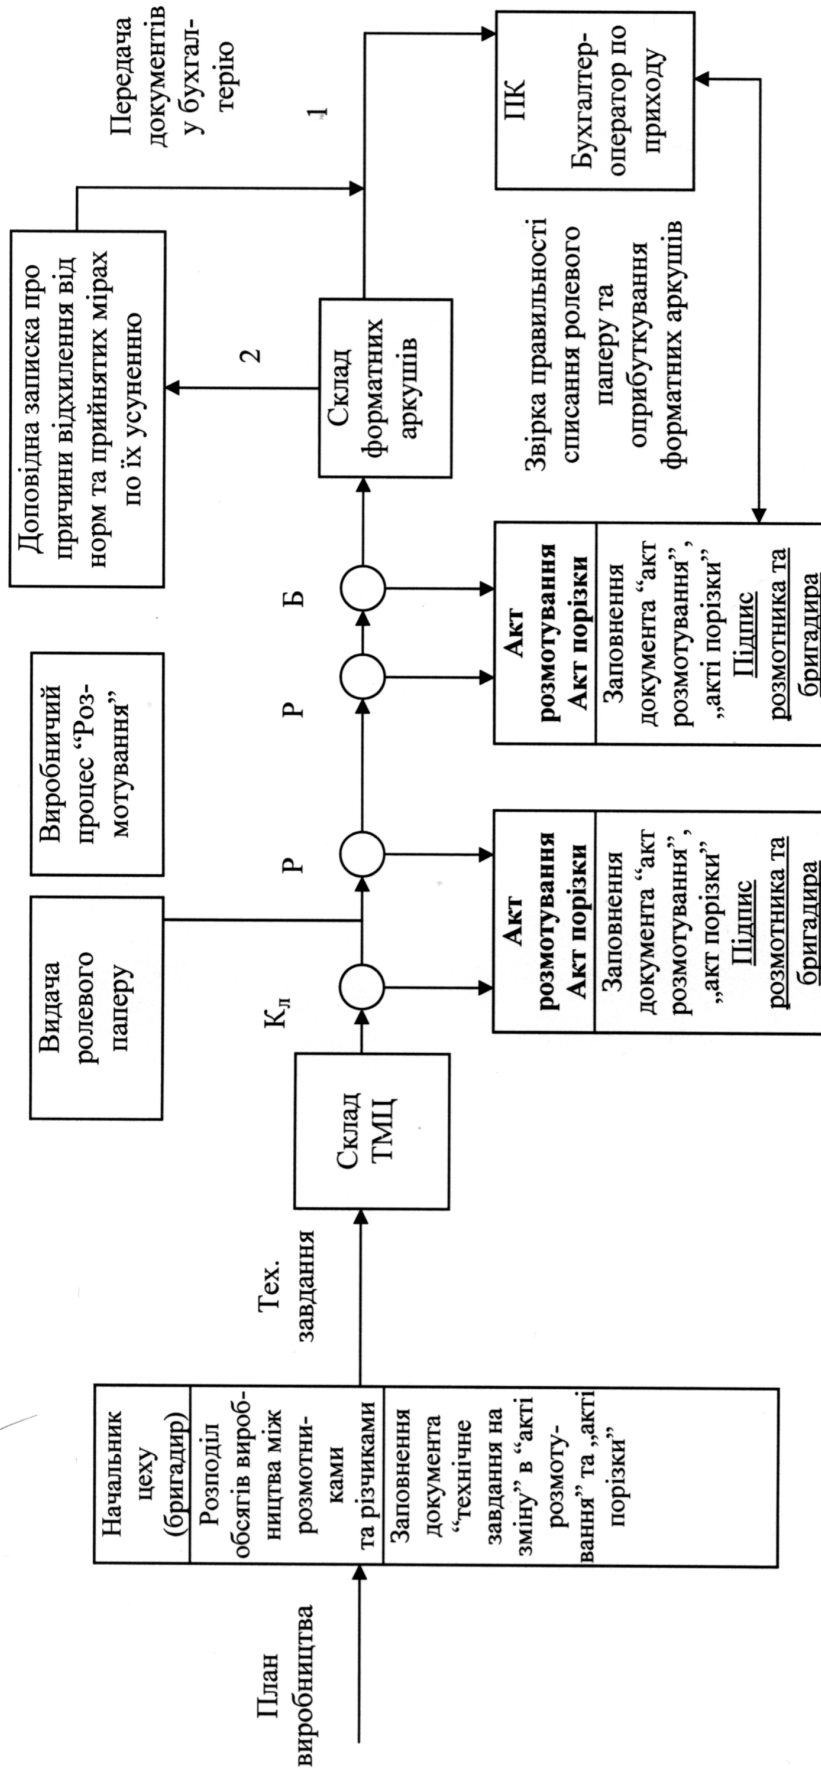 План
виробництва
Начальник
цеху
(бригадир)
Розподіл
обсягів вироб-
ництва між
розмотни-
ками
та різчиками
Заповнення
документа
“технічне
завдання на
зміну” в “акті
розмоту-
вання” та „акті
порізки”
Тех.
завдання
Склад
ТМЦ
Видача
ролевого
паперу
Виробничий
процес “Роз-
мотування”
Кл
Р
Р
Б
Акт
розмотування
Акт порізки
Заповнення
документа “акт
розмотування”,
„акт порізки”
Підпис
розмотника та
бригадира
Акт
розмотування
Акт порізки
Заповнення
документа “акт
розмотування”,
„акті порізки”
Підпис
розмотника та
бригадира
Склад
форматних
аркушів
2
Доповідна записка про
причини відхилення від
норм та прийнятих мірах
по їх усуненню
Передача
документів
у бухгал-
терію
1
ПК
Бухгалтер-
оператор по
приходу
Звірка правильності
списання ролевого
паперу та
оприбуткування
форматних аркушів